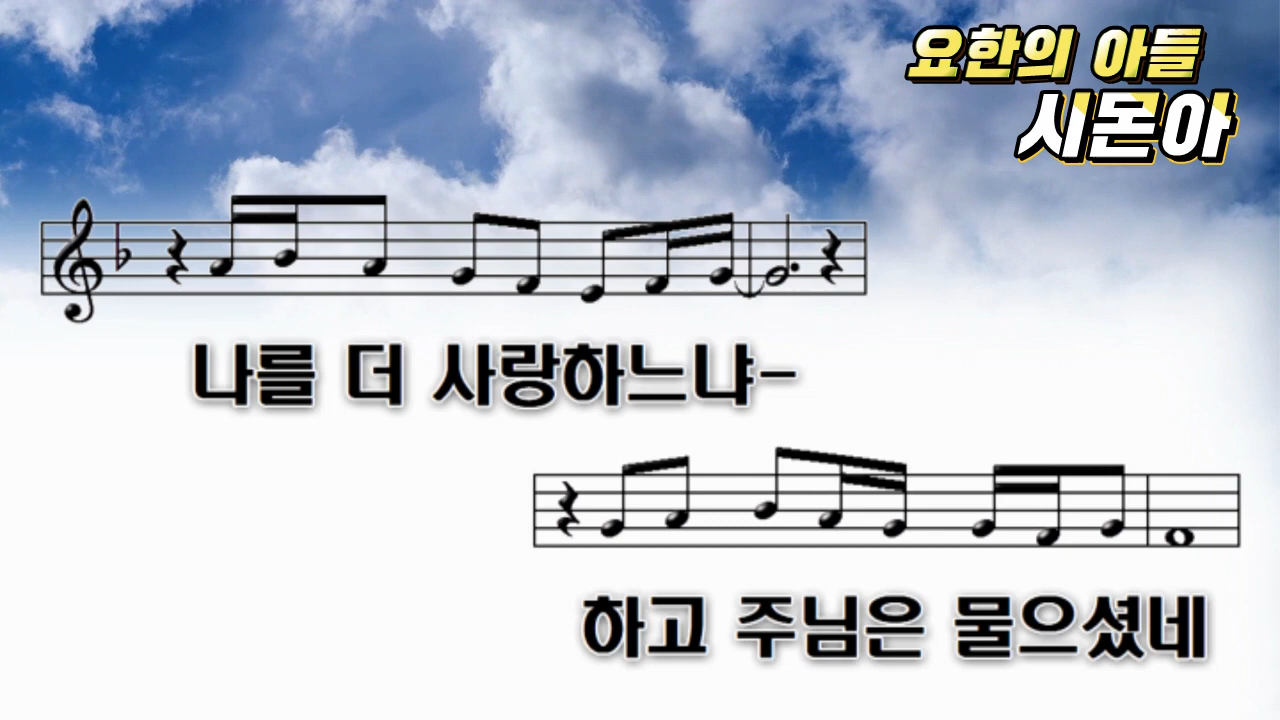 요한의 아들
시몬아
나를 더 사랑하느냐-
하고 주님은 물으셨네